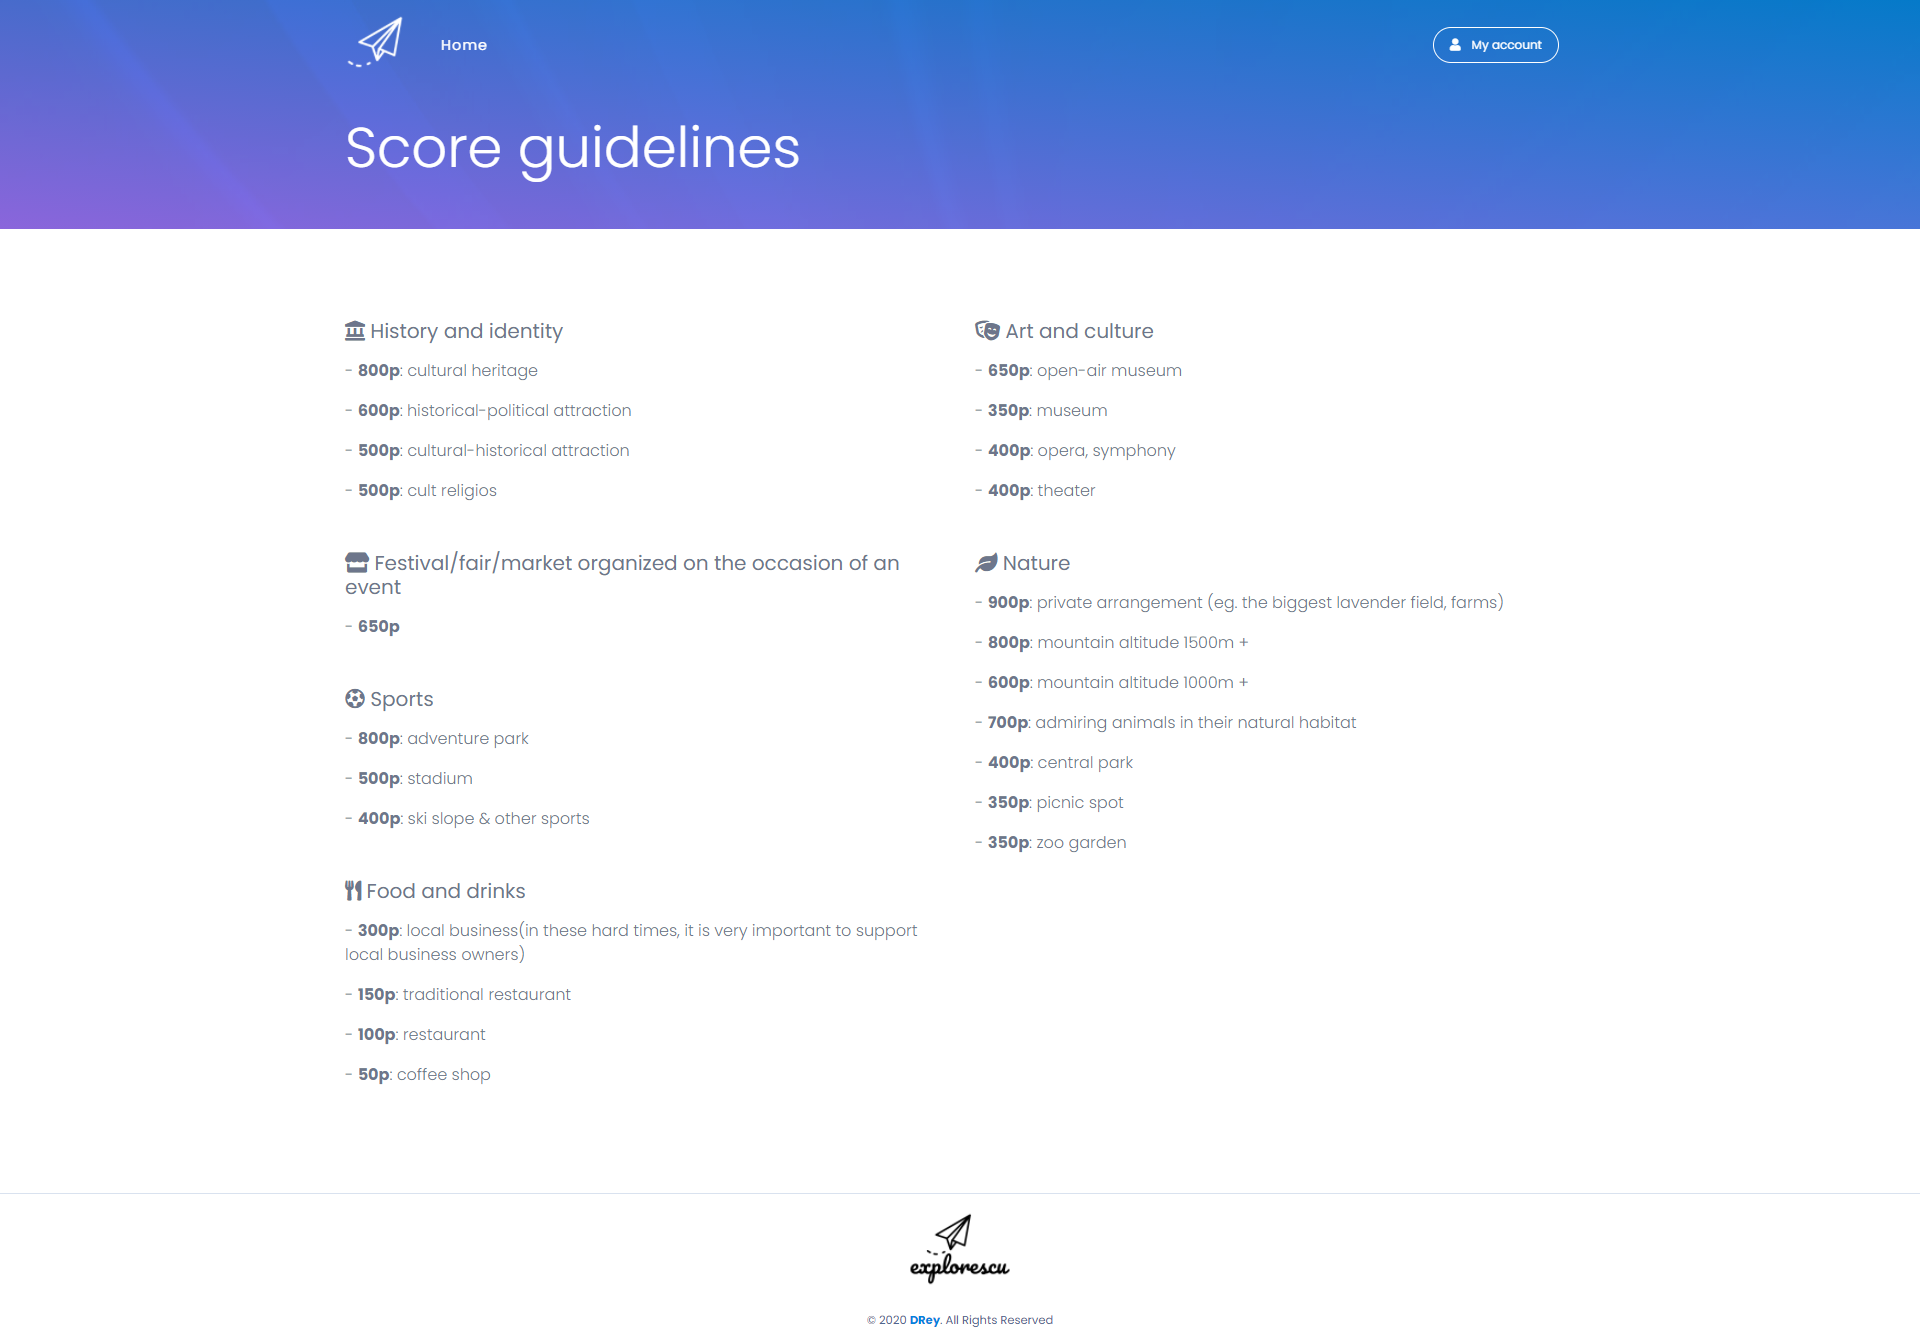 Home
My account
Score guidelines
History and identity
- 800p: cultural heritage
- 600p: historical-political attraction
- 500p: cultural-historical attraction
- 500p: cult religios
Festival/fair/market organized on the occasion of an
event
- 650p
Sports
- 800p: adventure park
- 500p: stadium
- 400p: ski slope & other sports
Food and drinks
- 300p: local business(in these hard times, it is very important to support
local business owners)
- 150p: traditional restaurant
- 100p: restaurant
- 50p: coffee shop
Art and culture
- 650p: open-air museum
- 350p: museum
- 400p: opera, symphony
- 400p: theater
Nature
- 900p: private arrangement (eg. the biggest lavender field, farms)
- 800p: mountain altitude 1500m +
- 600p: mountain altitude 1000m +
- 700p: admiring animals in their natural habitat
- 400p: central park
- 350p: picnic spot
- 350p: zoo garden
explorescu
© 2020 DRey. All Rights Reserved